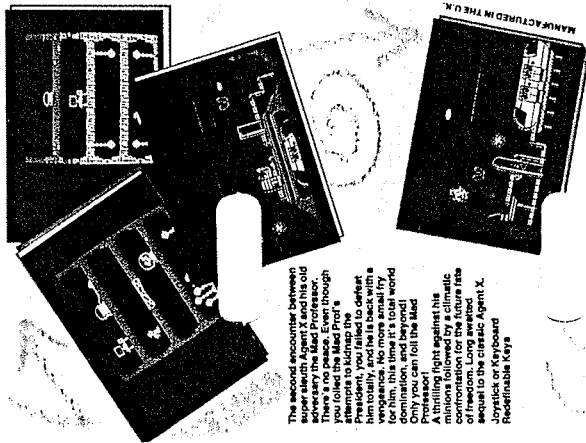 The second encounter between
super sleuth Agent X and his old
adversary the Mad Professor.
There's no peace. Even though
you foiled the Mad Prof's
attempts to kidnap the
President, you failed to defeat
him totally, and he is back with a
vengeance. No more small fry
for him, this time it's total world
domination, and beyond!
Only you can foil the Mad
Professor!
A thrilling fight against his
minions followed by a climatic
confrontation for the future fate
of freedom. Long awaited
sequel to the classic Agent X.
Joystick or Keyboard
Redefinable Keys
MANUFACTURED IN THE U.K.